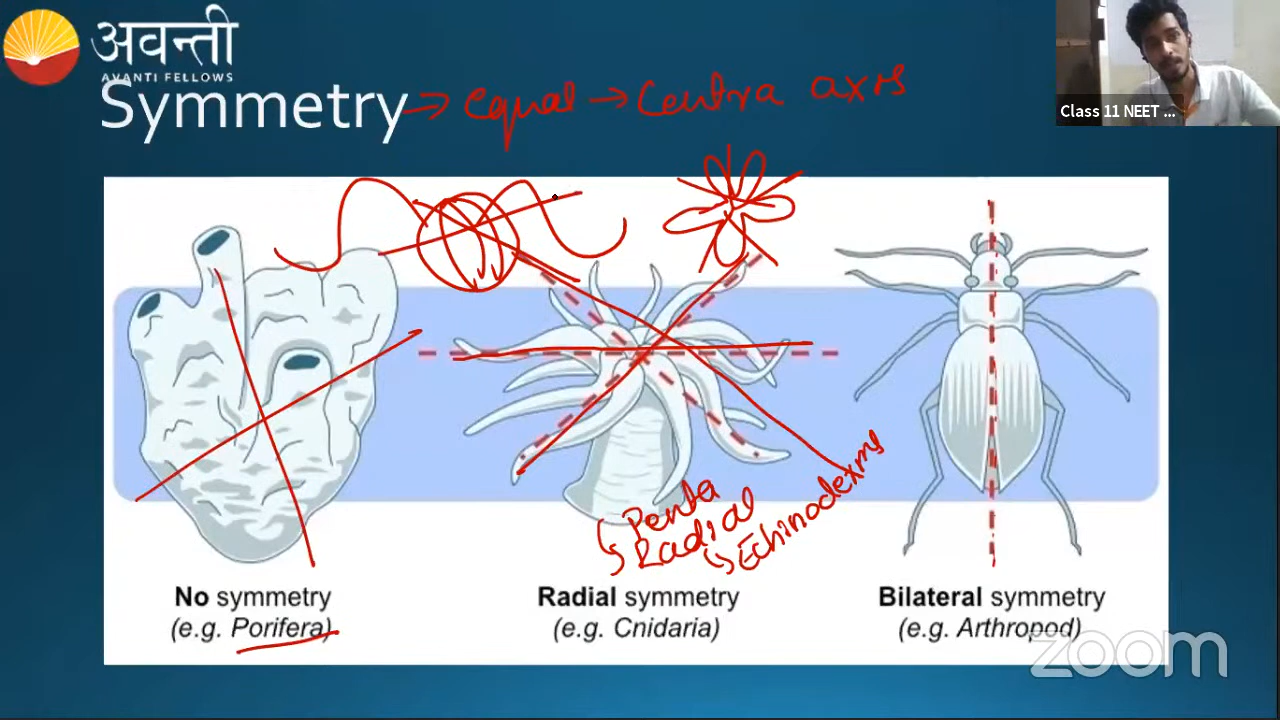 अवन्ती
AVANTI FELLOWS
Symmetry → equal → Centra axis
Class 11 NEET ...
Penta
Radial
Echinoderms
No symmetry
(e.g. Porifera)
Radial symmetry
(e.g. Cnidaria)
Bilateral symmetry
(e.g. Arthropod)
zoom